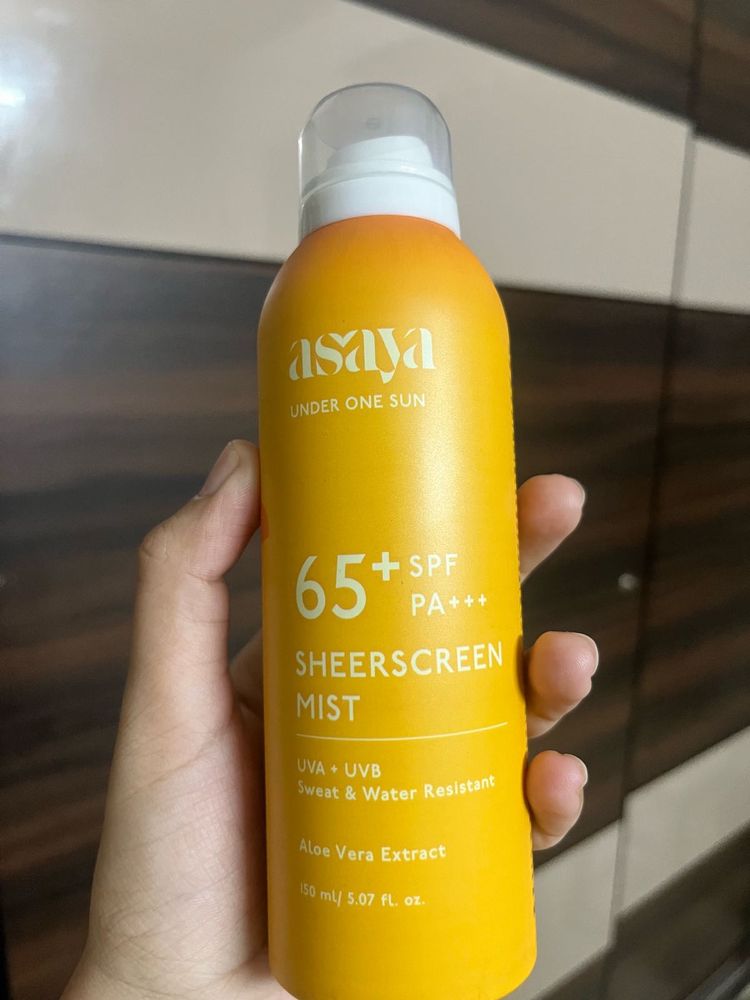 asaya
UNDER ONE SUN
65+ SPF
PA+++
SHEERSCREEN
MIST
UVA + UVB
Sweat & Water Resistant
Aloe Vera Extract
150 ml/ 5.07 fl. oz.